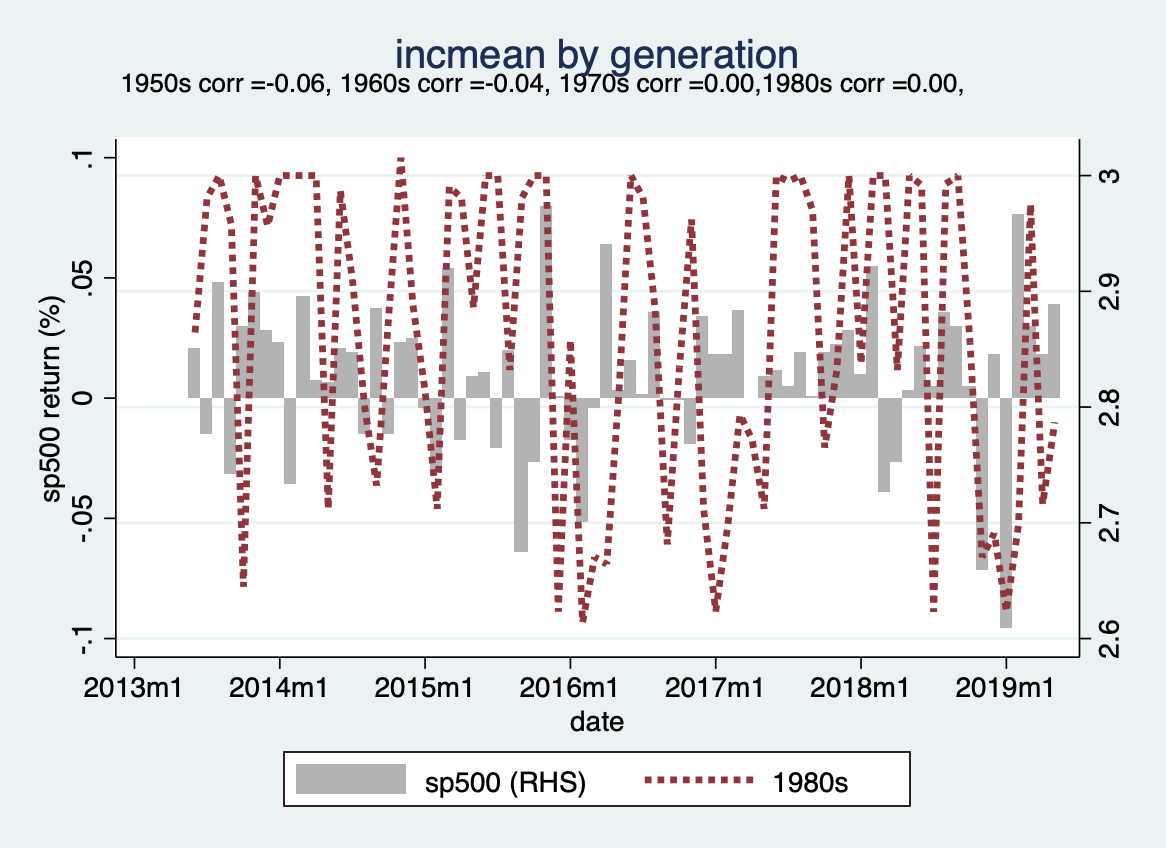 incmean by generation
1950s corr =-0.06, 1960s corr =-0.04, 1970s corr =0.00,1980s corr =0.00,
sp500 return (%)
.1
.05
0
-.05
-.1
3
2.9
2.8
2.7
2.6
2013m1 2014m1 2015m1 2016m1 2017m1 2018m1 2019m1
date
sp500 (RHS) 1980s